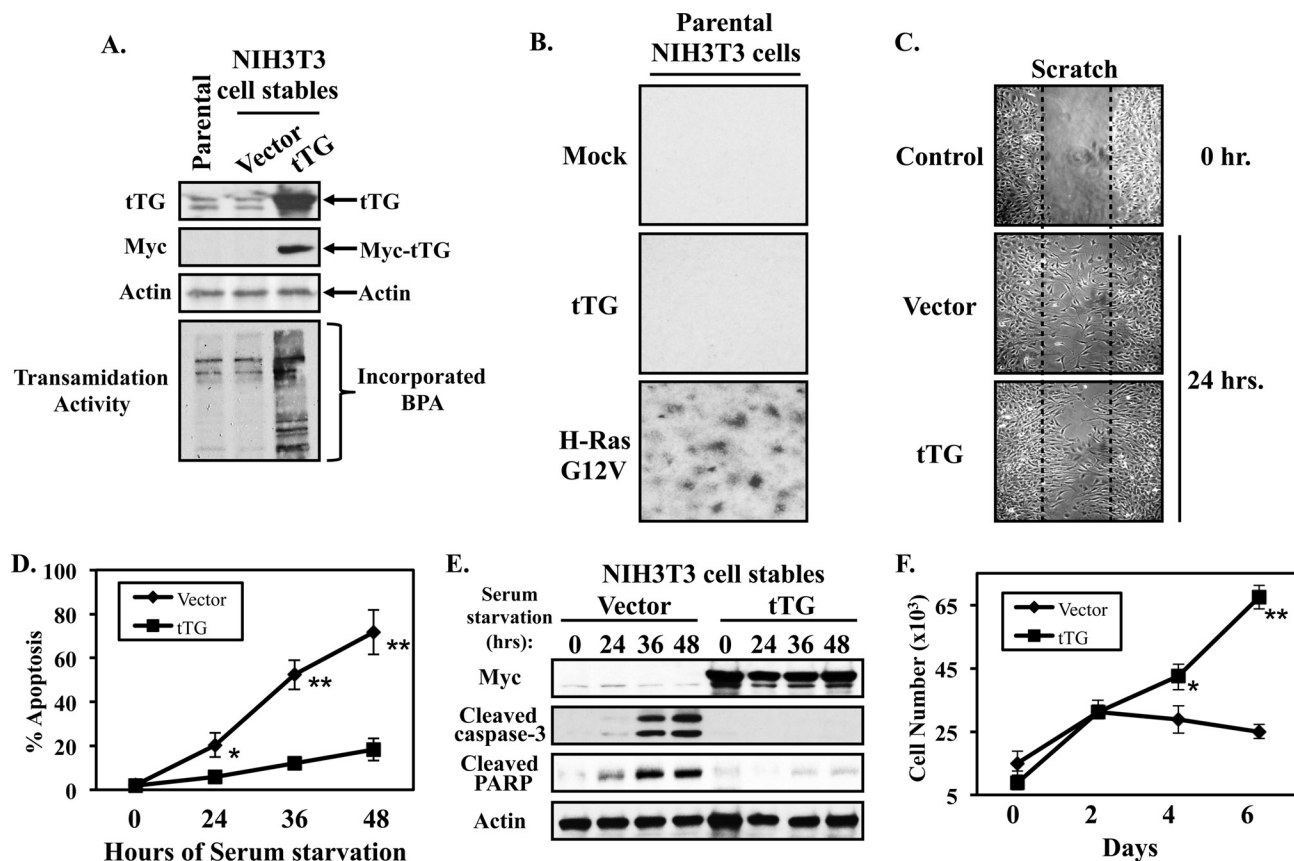 A.
NIH3T3
cell stables
Parental
Vector
tTG
tTG
tTG
Myc
Myc-tTG
Actin
Actin
Transamidation
Activity
Incorporated
BPA
B.
Parental
NIH3T3 cells
Mock
tTG
H-Ras
G12V
C.
Scratch
Control
0 hr.
Vector
24 hrs.
tTG
D.
100
80
60
40
20
0
% Apoptosis
Vector
tTG
*
**
**
0 24 36 48
Hours of Serum starvation
E.
NIH3T3 cell stables
Serum
starvation
(hrs):
Vector
tTG
0 24 36 48 0 24 36 48
Myc
Cleaved
caspase-3
Cleaved
PARP
Actin
F.
65
45
25
5
Cell Number (x10³)
Vector
tTG
*
**
0 2 4 6
Days